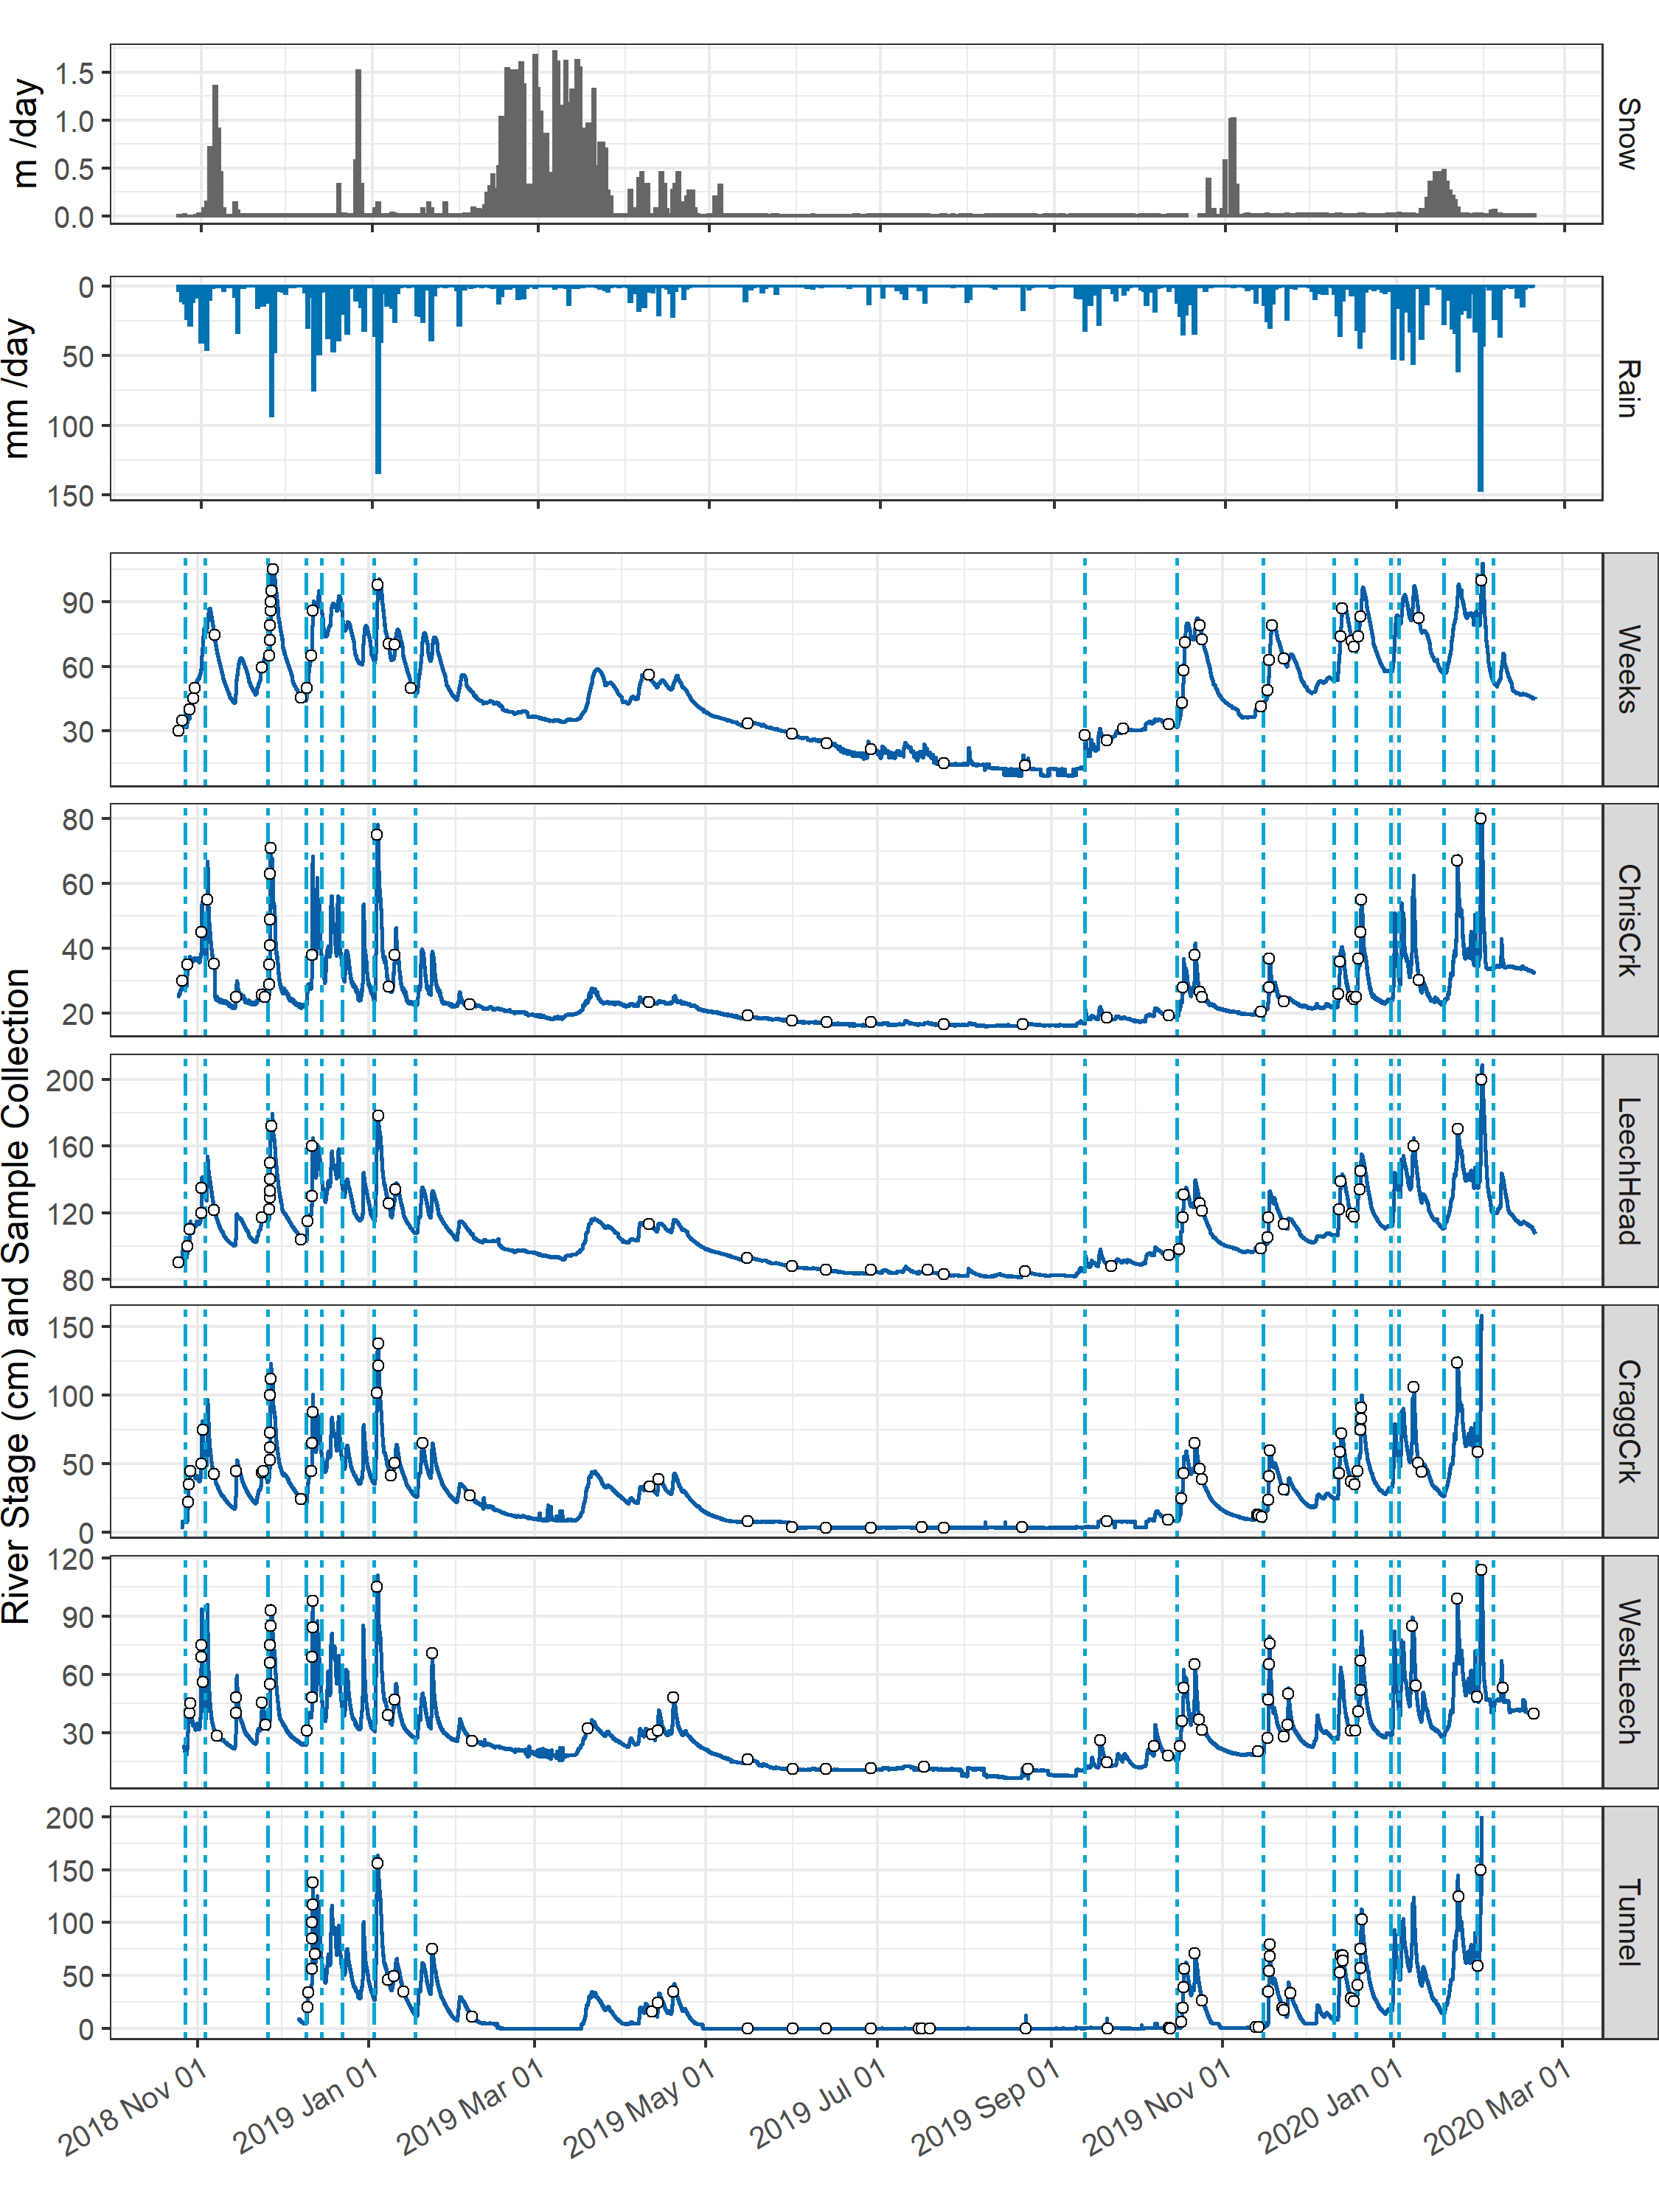 m /day
1.5
1.0
0.5
0.0
Snow
mm /day
0
50
100
150
Rain
River Stage (cm) and Sample Collection
90
60
30
Weeks
80
60
40
20
ChrisCrk
200
160
120
80
LeechHead
150
100
50
0
CraggCrk
120
90
60
30
WestLeech
200
150
100
50
0
Tunnel
2018 Nov 01
2019 Jan 01
2019 Mar 01
2019 May 01
2019 Jul 01
2019 Sep 01
2019 Nov 01
2020 Jan 01
2020 Mar 01